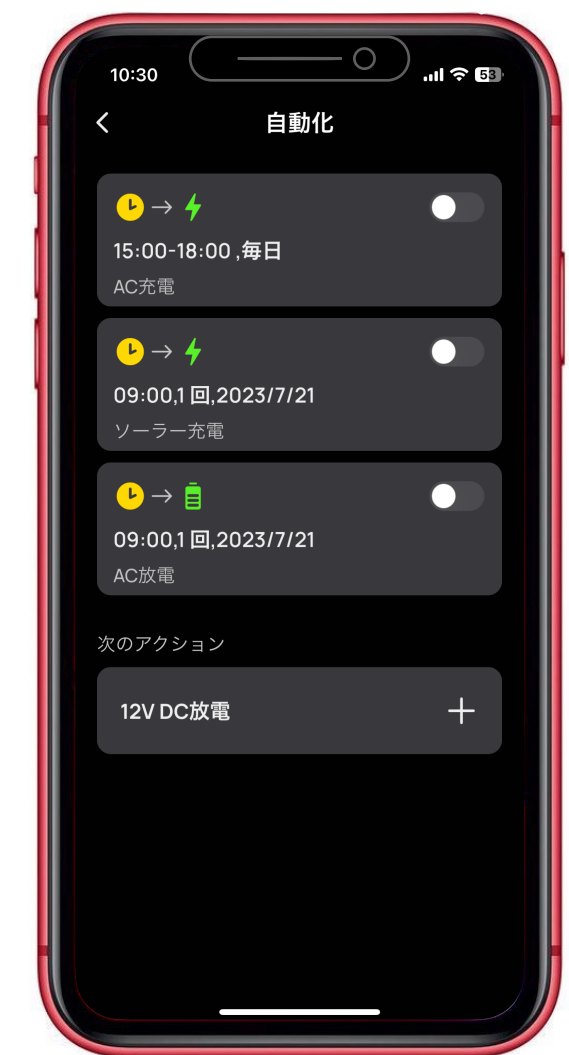 10:30
53
自動化
15:00-18:00 ,毎日
AC充電
09:00,1 回,2023/7/21
ソーラー充電
09:00,1 回,2023/7/21
AC放電
次のアクション
12V DC放電